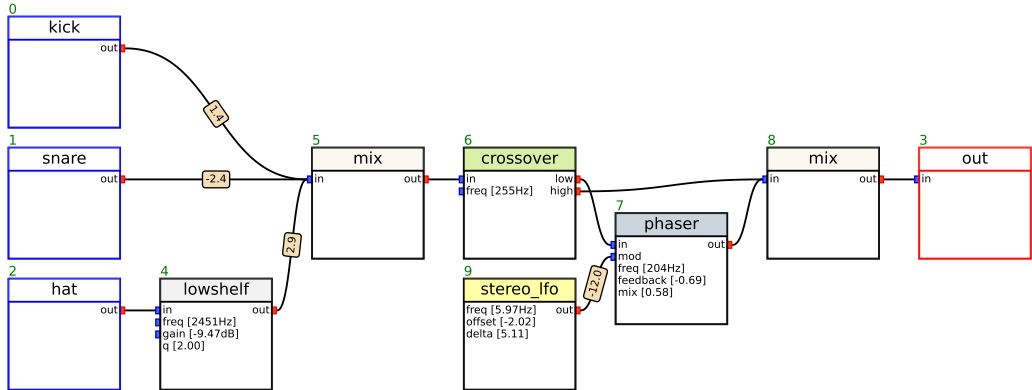 0
kick
out
1.4
1
snare
out
-2.4
2
hat
out
4
lowshelf
in out
freq [2451Hz]
gain [-9.47dB]
q [2.00]
2.9
5
mix
in out
6
crossover
in low
freq [255Hz] high
9
stereo_lfo
freq [5.97Hz] out
offset [-2.02]
delta [5.11]
-12.0
7
phaser
in out
mod
freq [204Hz]
feedback [-0.69]
mix [0.58]
8
mix
in out
3
out
in